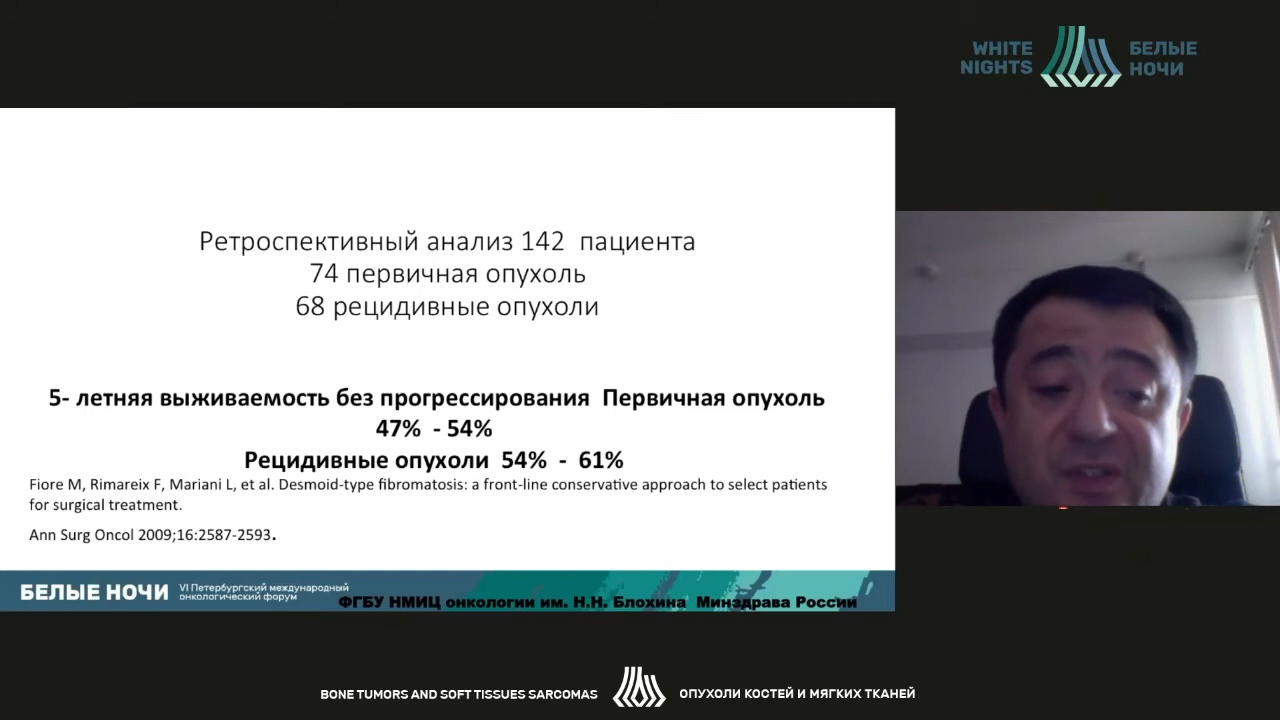 WHITE
NIGHTS
БЕЛЫЕ
НОЧИ
Ретроспективный анализ 142 пациента
74 первичная опухоль
68 рецидивные опухоли
5- летняя выживаемость без прогрессирования Первичная опухоль
47% - 54%
Рецидивные опухоли 54% - 61%
Fiore M, Rimareix F, Mariani L, et al. Desmoid-type fibromatosis: a front-line conservative approach to select patients
for surgical treatment.
Ann Surg Oncol 2009;16:2587-2593.
БЕЛЫЕ НОЧИ
VI Петербургский международный
онкологический форум
ФГБУ НМИЦ онкологии им. Н.Н. Блохина Минздрава России
BONE TUMORS AND SOFT TISSUES SARCOMAS
ОПУХОЛИ КОСТЕЙ И МЯГКИХ ТКАНЕЙ